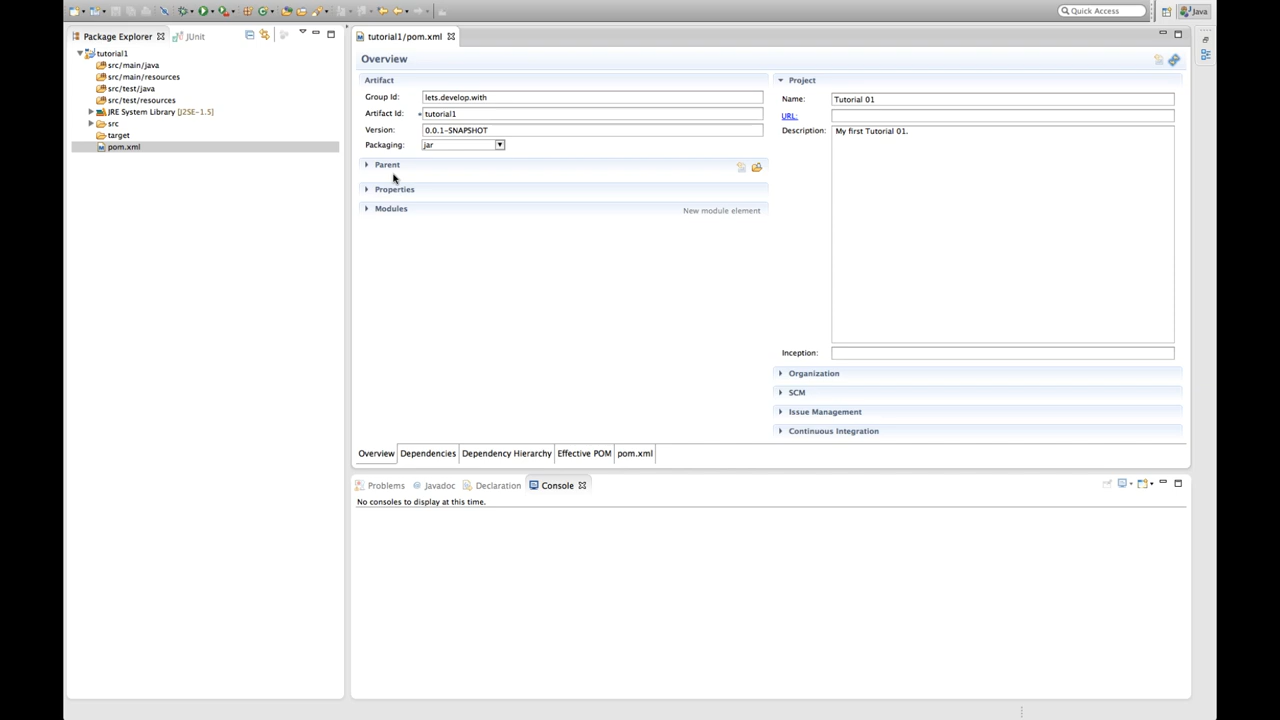 Quick Access
Java
Package Explorer
JUnit
tutorial1
src/main/java
src/main/resources
src/test/java
src/test/resources
JRE System Library [J2SE-1.5]
src
target
pom.xml
tutorial1/pom.xml
Overview
Artifact
Group Id: lets.develop.with
Artifact Id: * tutorial1
Version: 0.0.1-SNAPSHOT
Packaging: jar
Parent
Properties
Modules
New module element
Project
Name: Tutorial 01
URL:
Description: My first Tutorial 01.
Inception:
Organization
SCM
Issue Management
Continuous Integration
Overview Dependencies Dependency Hierarchy Effective POM pom.xml
Problems Javadoc Declaration Console
No consoles to display at this time.